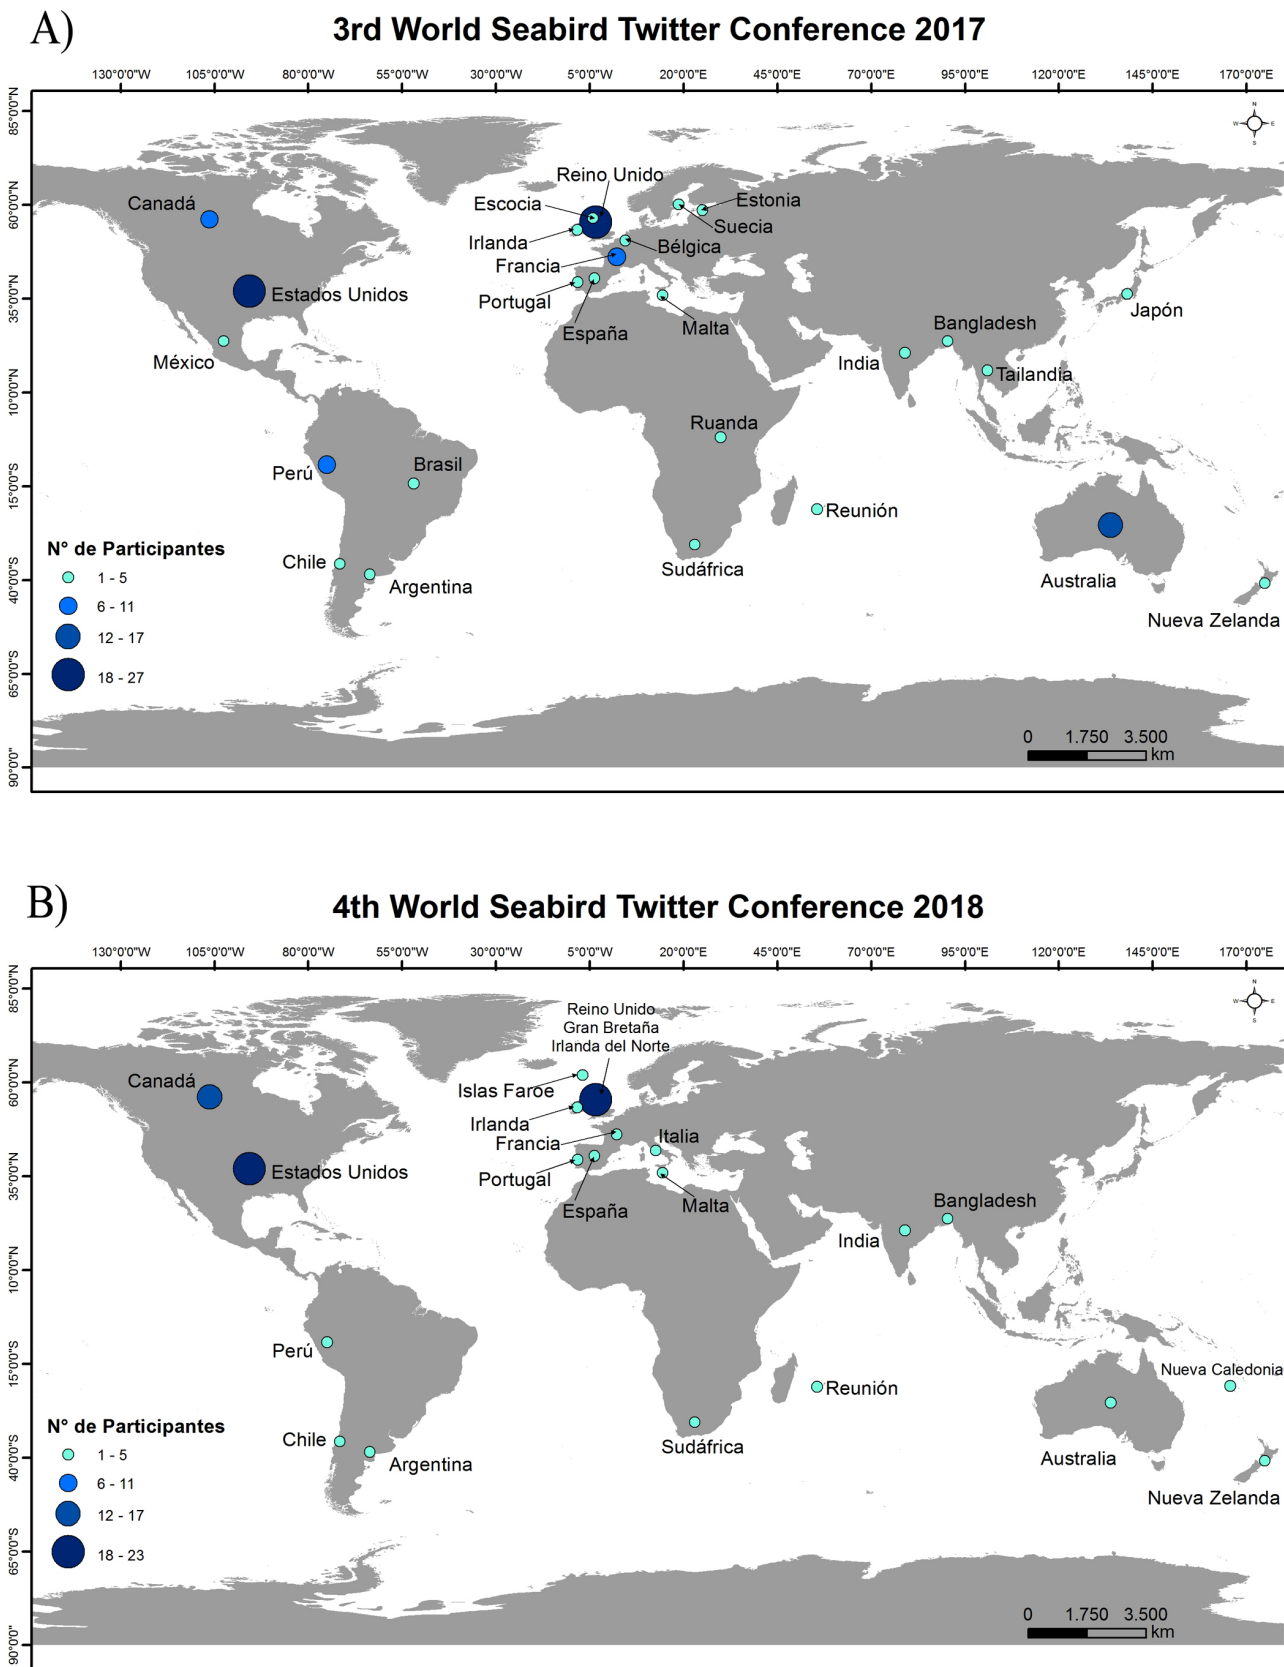 A)
3rd World Seabird Twitter Conference 2017
130°0'0"W 105°0'0"W 80°0'0"W 55°0'0"W 30°0'0"W 5°0'0"W 20°0'0"E 45°0'0"E 70°0'0"E 95°0'0"E 120°0'0"E 145°0'0"E 170°0'0"E
85°0'0"N
60°0'0"N
35°0'0"N
10°0'0"N
15°0'0"S
40°0'0"S
65°0'0"S
90°0'0"
N
W E
S
Reino Unido
Canadá
Escocia
Estonia
Suecia
Irlanda
Bélgica
Francia
Estados Unidos
Portugal
España
Malta
Japón
México
Bangladesh
India
Tailandia
Ruanda
Perú
Brasil
Reunión
Chile
Argentina
Sudáfrica
Australia
Nueva Zelanda
N° de Participantes
1 - 5
6 - 11
12 - 17
18 - 27
0 1.750 3.500
km
B)
4th World Seabird Twitter Conference 2018
130°0'0"W 105°0'0"W 80°0'0"W 55°0'0"W 30°0'0"W 5°0'0"W 20°0'0"E 45°0'0"E 70°0'0"E 95°0'0"E 120°0'0"E 145°0'0"E 170°0'0"E
85°0'0"N
60°0'0"N
35°0'0"N
10°0'0"N
15°0'0"S
40°0'0"S
65°0'0"S
90°0'0"
N
W E
S
Reino Unido
Gran Bretaña
Irlanda del Norte
Canadá
Islas Faroe
Irlanda
Francia
Italia
Estados Unidos
Portugal
España
Malta
Bangladesh
India
Perú
Reunión
Nueva Caledonia
Chile
Argentina
Sudáfrica
Australia
Nueva Zelanda
N° de Participantes
1 - 5
6 - 11
12 - 17
18 - 23
0 1.750 3.500
km